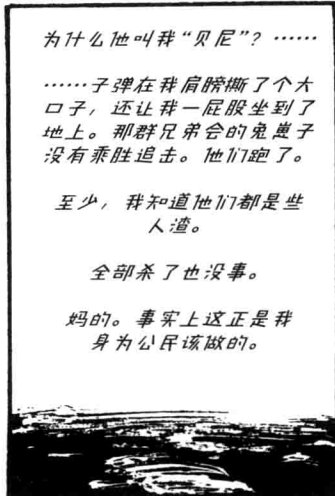 为什么他叫我“贝尼”？……
……子弹在我肩膀撕了个大
口子，还让我一屁股坐到了
地上。那群兄弟会的兔崽子
没有乘胜追击。他们跑了。
至少，我知道他们都是些
人渣。
全部杀了也没事。
妈的。事实上这正是我
身为公民该做的。